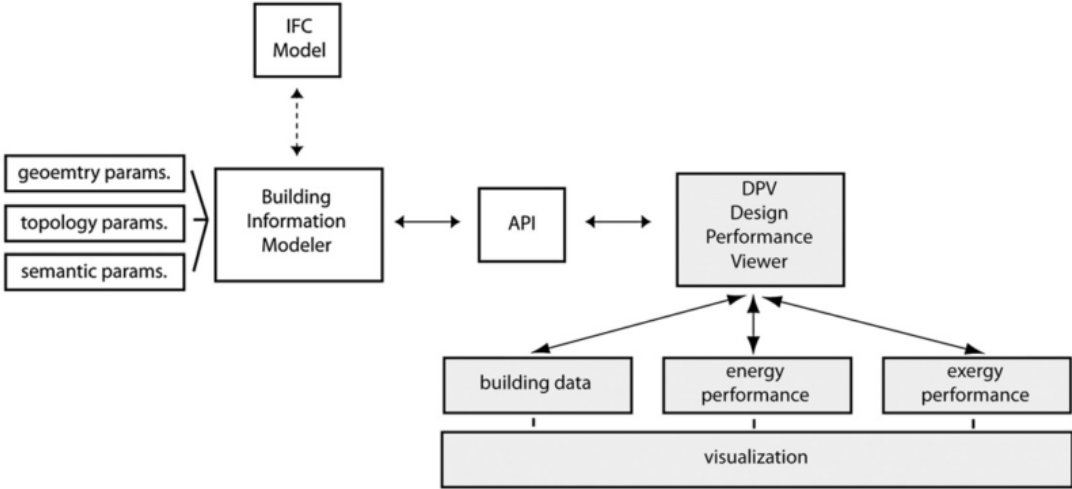 IFC
Model
geoemtry params.
topology params.
semantic params.
Building
Information
Modeler
API
DPV
Design
Performance
Viewer
building data
energy
performance
exergy
performance
visualization